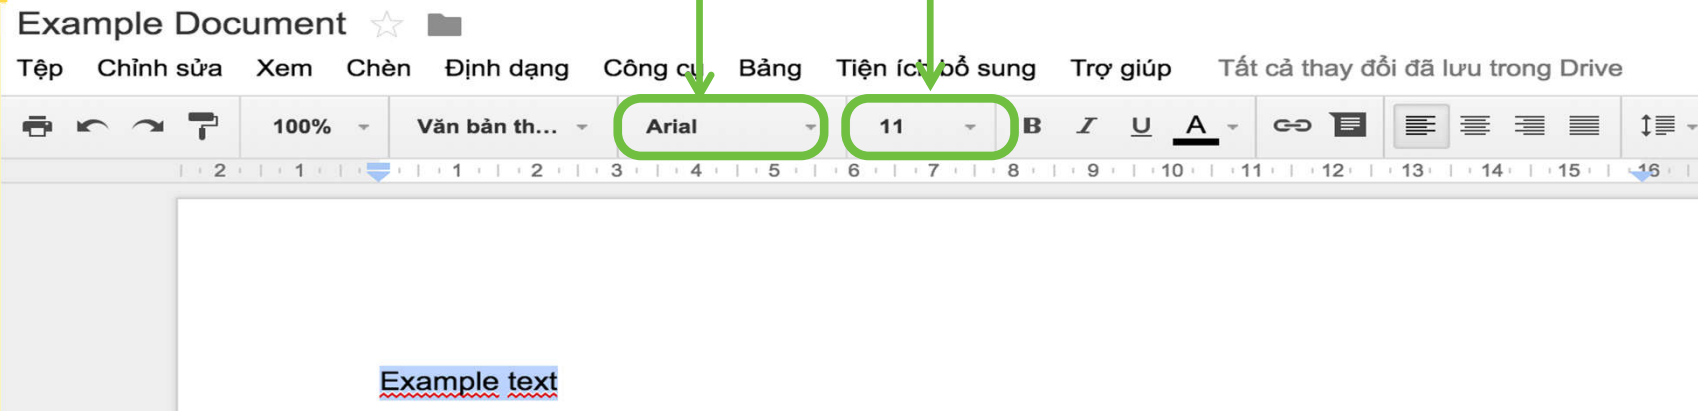 Example Document
Tệp Chỉnh sửa Xem Chèn Định dạng Công cụ Bảng Tiện ích bổ sung Trợ giúp Tất cả thay đổi đã lưu trong Drive
100% Văn bản th... Arial 11 B I U A
2 1 1 2 3 4 5 6 7 8 9 10 11 12 13 14 15 16
Example text